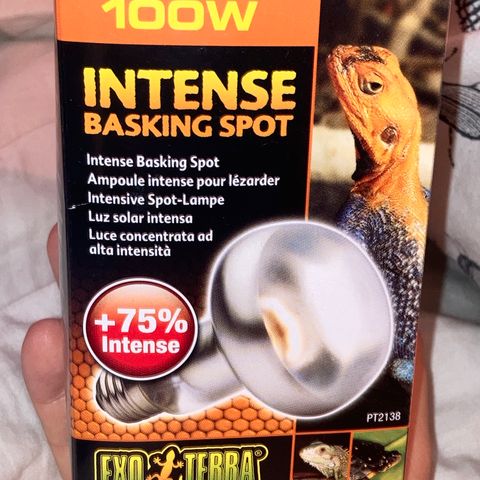 100W
INTENSE
BASKING SPOT
Intense Basking Spot
Ampoule intense pour lézarder
Intensive Spot-Lampe
Luz solar intensa
Luce concentrata ad
alta intensità
+75%
Intense
PT2138
EXO TERRA